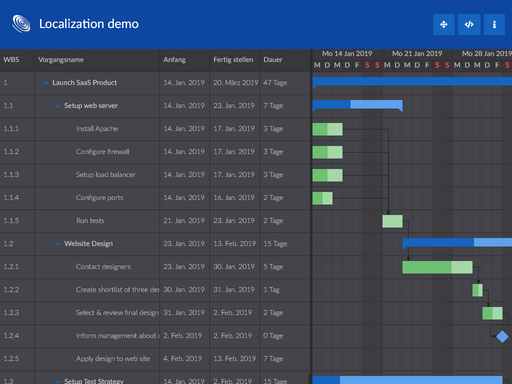 Localization demo
Mo 14 Jan 2019 Mo 21 Jan 2019 Mo 28 Jan 2019
WBS Vorgangsname Anfang Fertig stellen Dauer M D M D F S S M D M D F S S M D M D F S
1 Launch SaaS Product 14. Jan. 2019 20. März 2019 47 Tage
1.1 Setup web server 14. Jan. 2019 23. Jan. 2019 7 Tage
1.1.1 Install Apache 14. Jan. 2019 17. Jan. 2019 3 Tage
1.1.2 Configure firewall 14. Jan. 2019 17. Jan. 2019 3 Tage
1.1.3 Setup load balancer 14. Jan. 2019 17. Jan. 2019 3 Tage
1.1.4 Configure ports 14. Jan. 2019 16. Jan. 2019 2 Tage
1.1.5 Run tests 21. Jan. 2019 23. Jan. 2019 2 Tage
1.2 Website Design 23. Jan. 2019 13. Feb. 2019 15 Tage
1.2.1 Contact designers 23. Jan. 2019 30. Jan. 2019 5 Tage
1.2.2 Create shortlist of three de 30. Jan. 2019 31. Jan. 2019 1 Tag
1.2.3 Select & review final design 31. Jan. 2019 2. Feb. 2019 2 Tage
1.2.4 Inform management about 2. Feb. 2019 2. Feb. 2019 0 Tage
1.2.5 Apply design to web site 4. Feb. 2019 13. Feb. 2019 7 Tage
1.3 Setup Test Strategy 2. Feb. 2019 15 Tage